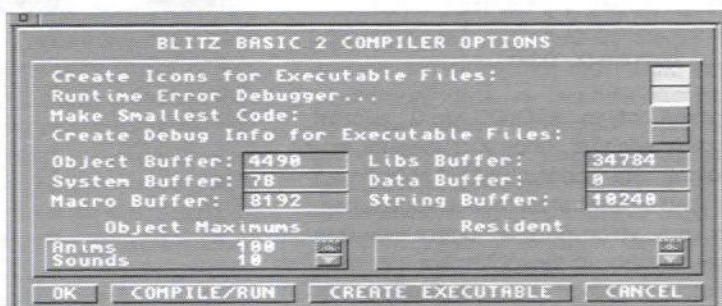 BLITZ BASIC 2 COMPILER OPTIONS
Create Icons for Executable Files:
Runtime Error Debugger...
Make Smallest Code:
Create Debug Info for Executable Files:
Object Buffer: 4490 Libs Buffer: 34784
System Buffer: 78 Data Buffer: 0
Macro Buffer: 8192 String Buffer: 10240
Object Maximums Resident
Anims 100
Sounds 10
OK COMPILE/RUN CREATE EXECUTABLE CANCEL